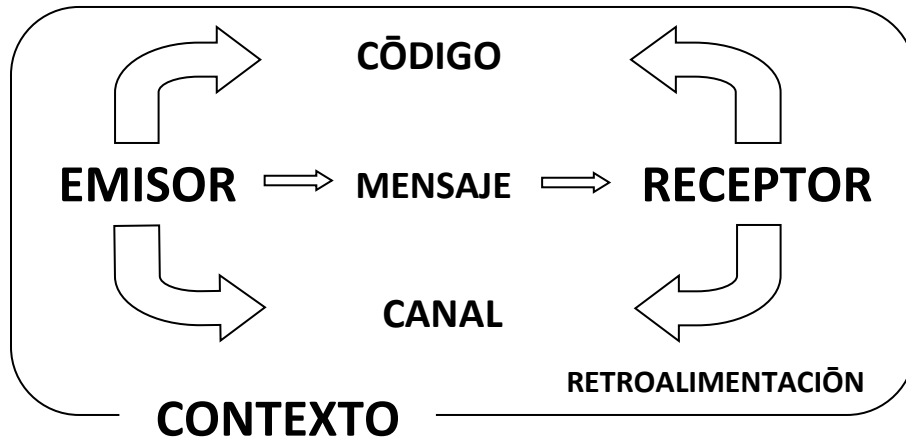 CŌDIGO
EMISOR MENSAJE RECEPTOR
CANAL
RETROALIMENTACIŌN
CONTEXTO